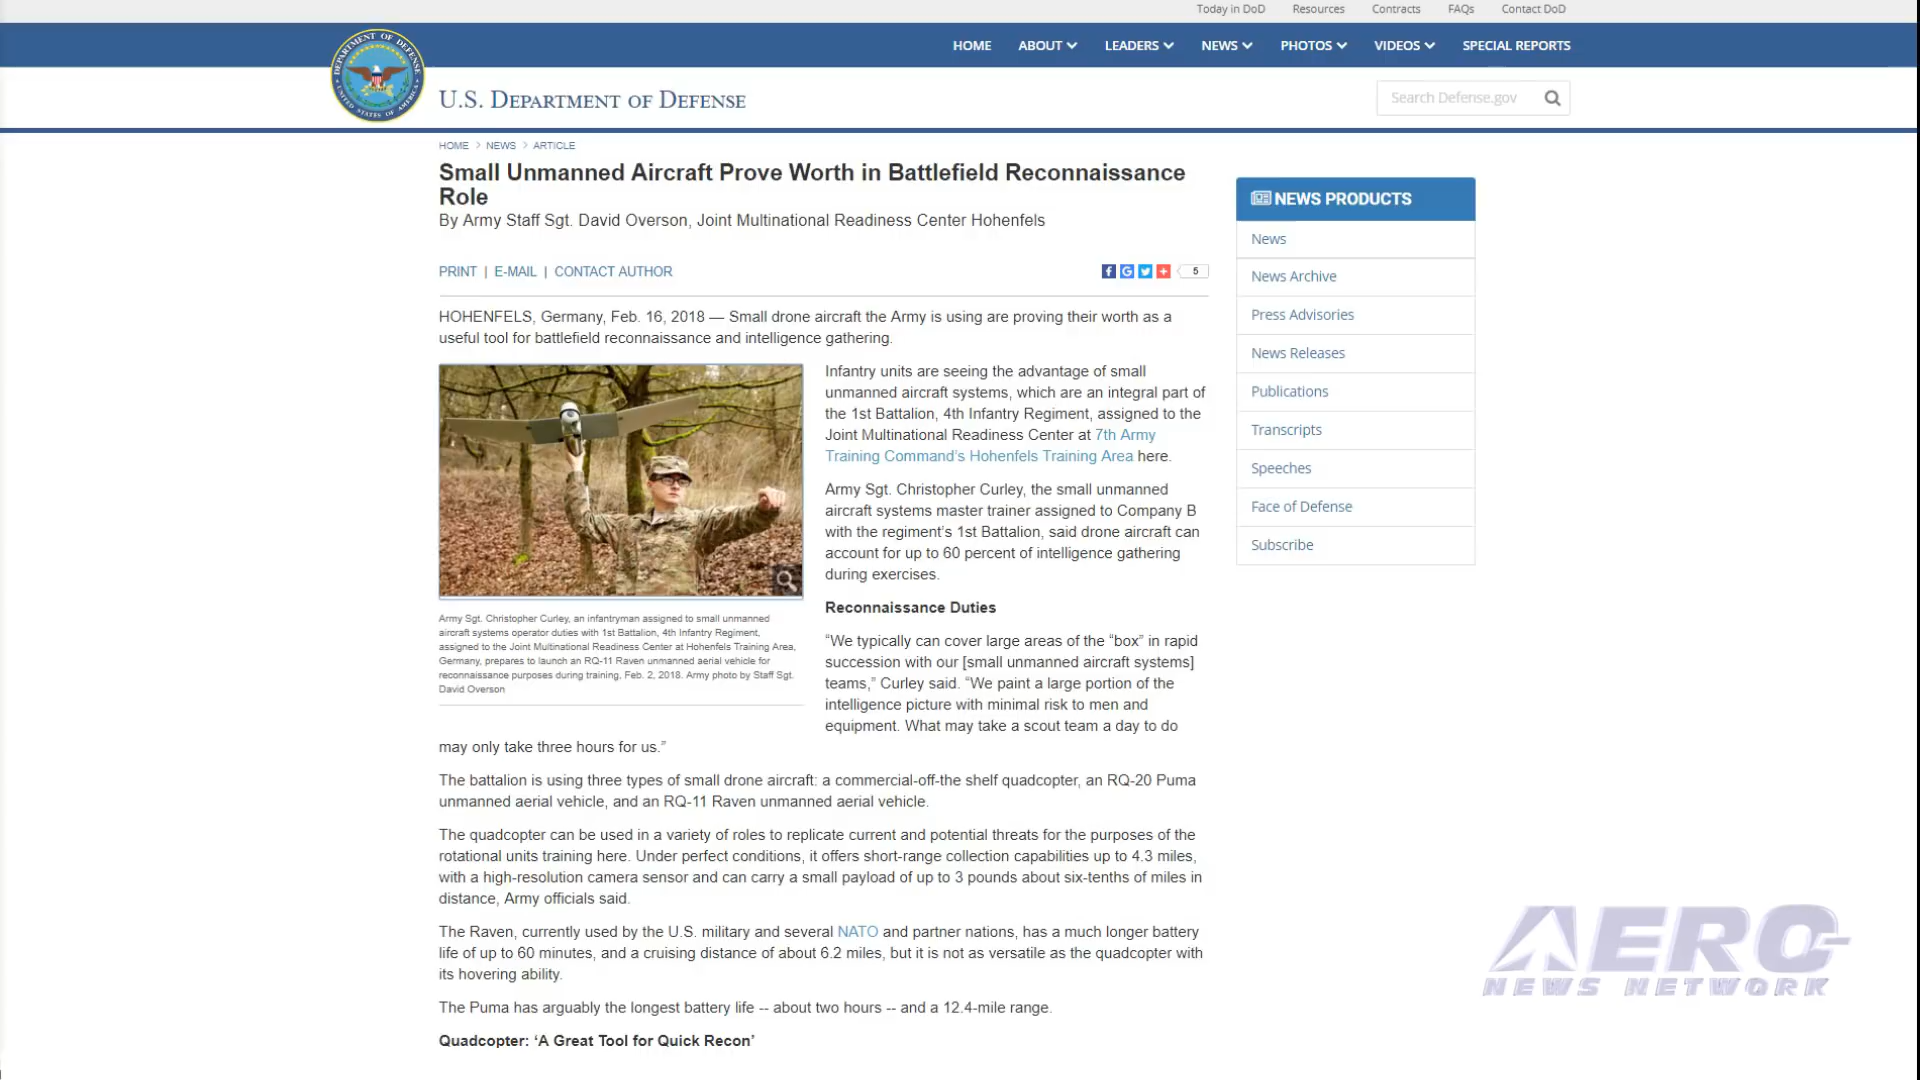 Today in DoD Resources Contracts FAQs Contact DoD
HOME ABOUT LEADERS NEWS PHOTOS VIDEOS SPECIAL REPORTS
DEPARTMENT OF DEFENSE
UNITED STATES OF AMERICA
U.S. DEPARTMENT OF DEFENSE
Search Defense.gov
HOME > NEWS > ARTICLE
Small Unmanned Aircraft Prove Worth in Battlefield Reconnaissance
Role
By Army Staff Sgt. David Overson, Joint Multinational Readiness Center Hohenfels
PRINT | E-MAIL | CONTACT AUTHOR
f G + 5
HOHENFELS, Germany, Feb. 16, 2018 — Small drone aircraft the Army is using are proving their worth as a
useful tool for battlefield reconnaissance and intelligence gathering.
Infantry units are seeing the advantage of small
unmanned aircraft systems, which are an integral part of
the 1st Battalion, 4th Infantry Regiment, assigned to the
Joint Multinational Readiness Center at 7th Army
Training Command’s Hohenfels Training Area here.
Army Sgt. Christopher Curley, the small unmanned
aircraft systems master trainer assigned to Company B
with the regiment’s 1st Battalion, said drone aircraft can
account for up to 60 percent of intelligence gathering
during exercises.
Reconnaissance Duties
Army Sgt. Christopher Curley, an infantryman assigned to small unmanned
aircraft systems operator duties with 1st Battalion, 4th Infantry Regiment,
assigned to the Joint Multinational Readiness Center at Hohenfels Training Area,
Germany, prepares to launch an RQ-11 Raven unmanned aerial vehicle for
reconnaissance purposes during training, Feb. 2, 2018. Army photo by Staff Sgt.
David Overson
“We typically can cover large areas of the “box” in rapid
succession with our [small unmanned aircraft systems]
teams,” Curley said. “We paint a large portion of the
intelligence picture with minimal risk to men and
equipment. What may take a scout team a day to do
may only take three hours for us.”
The battalion is using three types of small drone aircraft: a commercial-off-the shelf quadcopter, an RQ-20 Puma
unmanned aerial vehicle, and an RQ-11 Raven unmanned aerial vehicle.
The quadcopter can be used in a variety of roles to replicate current and potential threats for the purposes of the
rotational units training here. Under perfect conditions, it offers short-range collection capabilities up to 4.3 miles,
with a high-resolution camera sensor and can carry a small payload of up to 3 pounds about six-tenths of miles in
distance, Army officials said.
The Raven, currently used by the U.S. military and several NATO and partner nations, has a much longer battery
life of up to 60 minutes, and a cruising distance of about 6.2 miles, but it is not as versatile as the quadcopter with
its hovering ability.
The Puma has arguably the longest battery life -- about two hours -- and a 12.4-mile range.
Quadcopter: ‘A Great Tool for Quick Recon’
NEWS PRODUCTS
News
News Archive
Press Advisories
News Releases
Publications
Transcripts
Speeches
Face of Defense
Subscribe
AERO
NEWS NETWORK